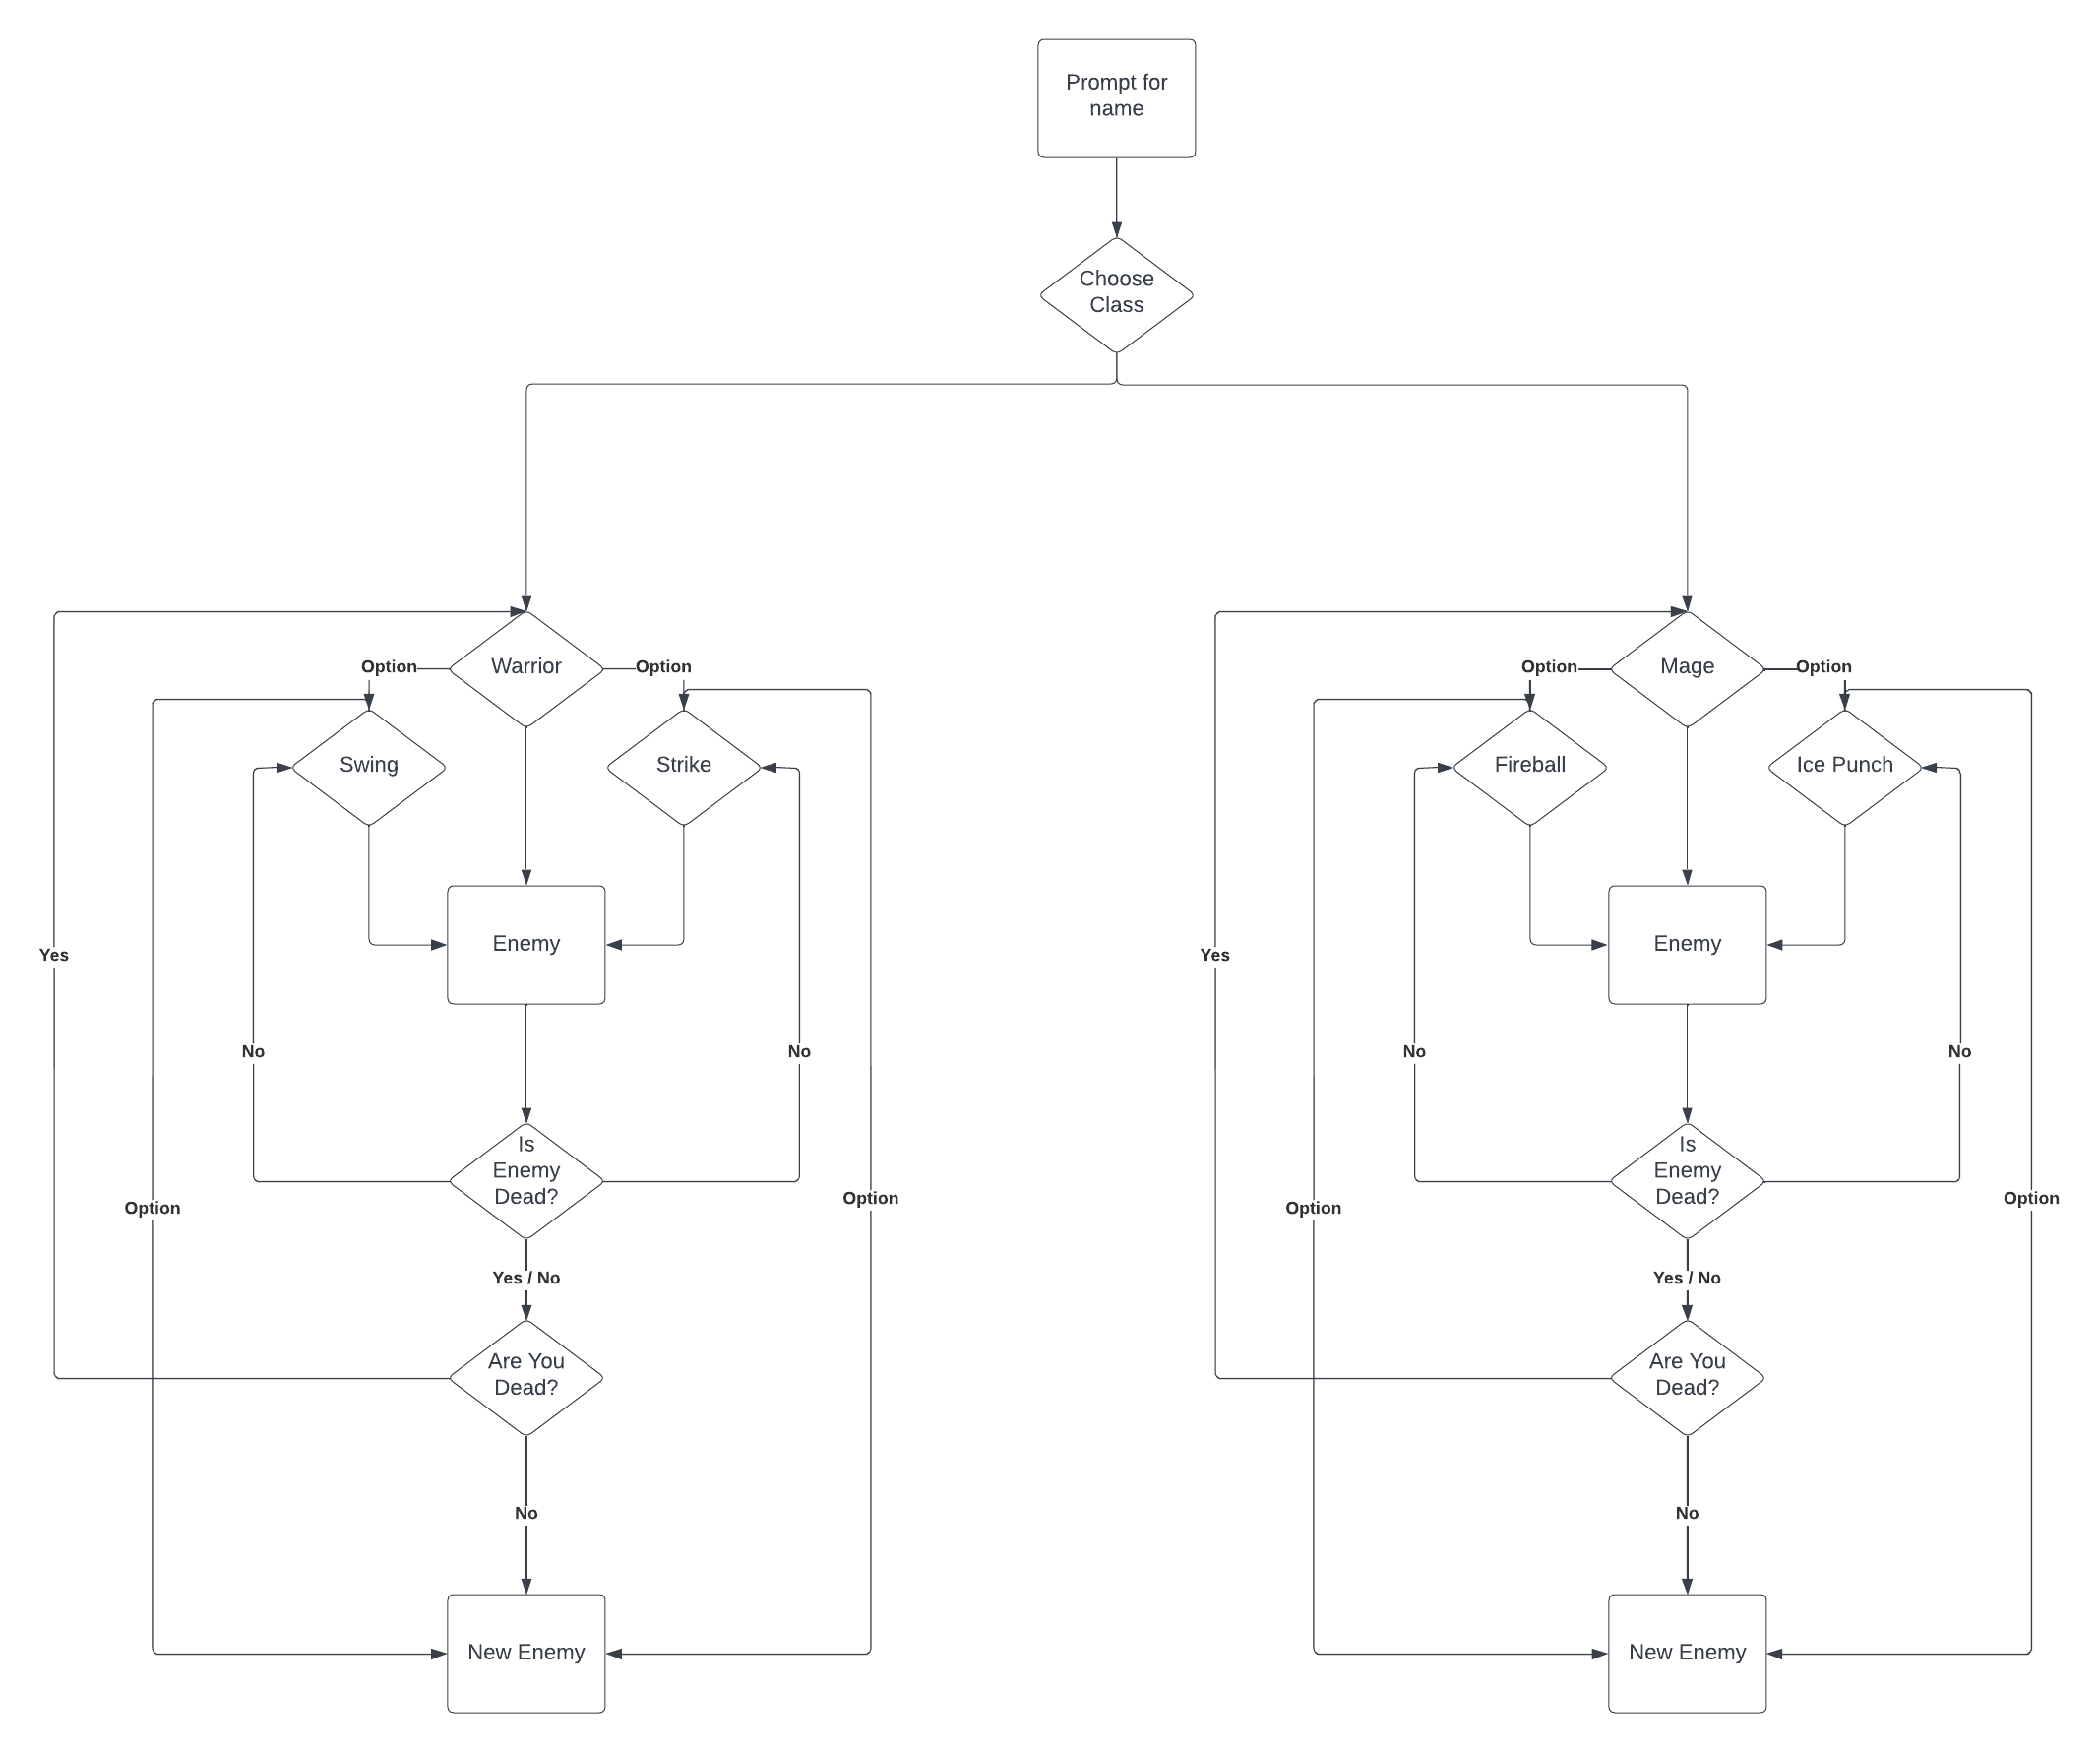 Prompt for
name
Choose
Class
Option
Warrior
Option
Swing
Strike
Enemy
Yes
No
No
Is
Enemy
Dead?
Option
Option
Yes / No
Are You
Dead?
No
New Enemy
Option
Mage
Option
Fireball
Ice Punch
Enemy
Yes
No
No
Is
Enemy
Dead?
Option
Option
Yes / No
Are You
Dead?
No
New Enemy